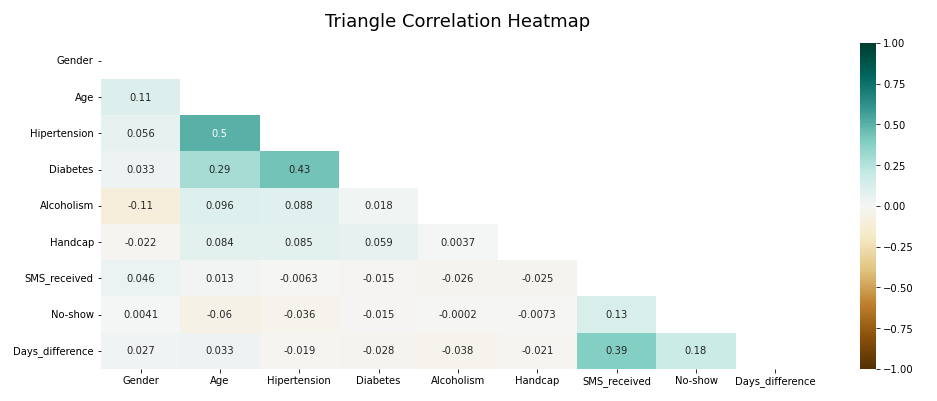 Triangle Correlation Heatmap
Gender
Age 0.11
Hipertension 0.056 0.5
Diabetes 0.033 0.29 0.43
Alcoholism -0.11 0.096 0.088 0.018
Handcap -0.022 0.084 0.085 0.059 0.0037
SMS_received 0.046 0.013 -0.0063 -0.015 -0.026 -0.025
No-show 0.0041 -0.06 -0.036 -0.015 -0.0002 -0.0073 0.13
Days_difference 0.027 0.033 -0.019 -0.028 -0.038 -0.021 0.39 0.18
Gender Age Hipertension Diabetes Alcoholism Handcap SMS_received No-show Days_difference
1.00
0.75
0.50
0.25
0.00
−0.25
−0.50
−0.75
−1.00